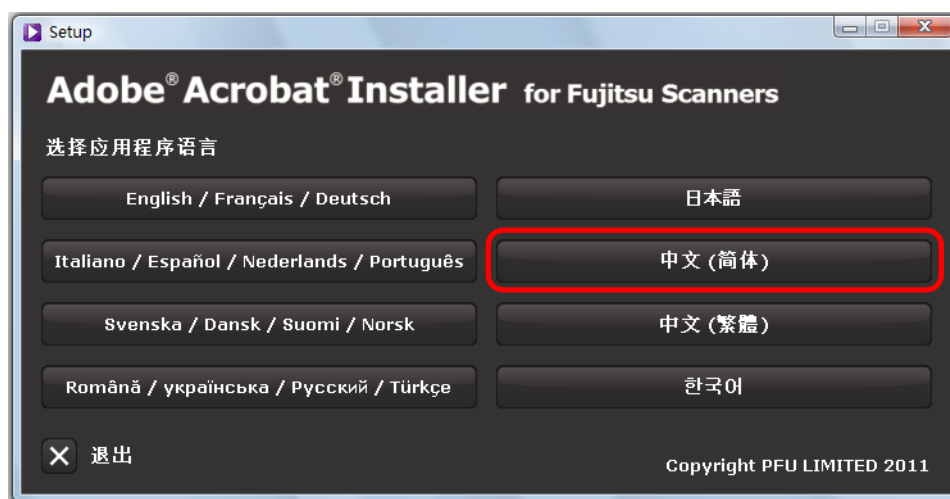 Setup
Adobe® Acrobat® Installer for Fujitsu Scanners
选择应用程序语言
English / Français / Deutsch
日本語
Italiano / Español / Nederlands / Português
中文 (简体)
Svenska / Dansk / Suomi / Norsk
中文 (繁體)
Română / українська / Русский / Türkçe
한국어
退出
Copyright PFU LIMITED 2011